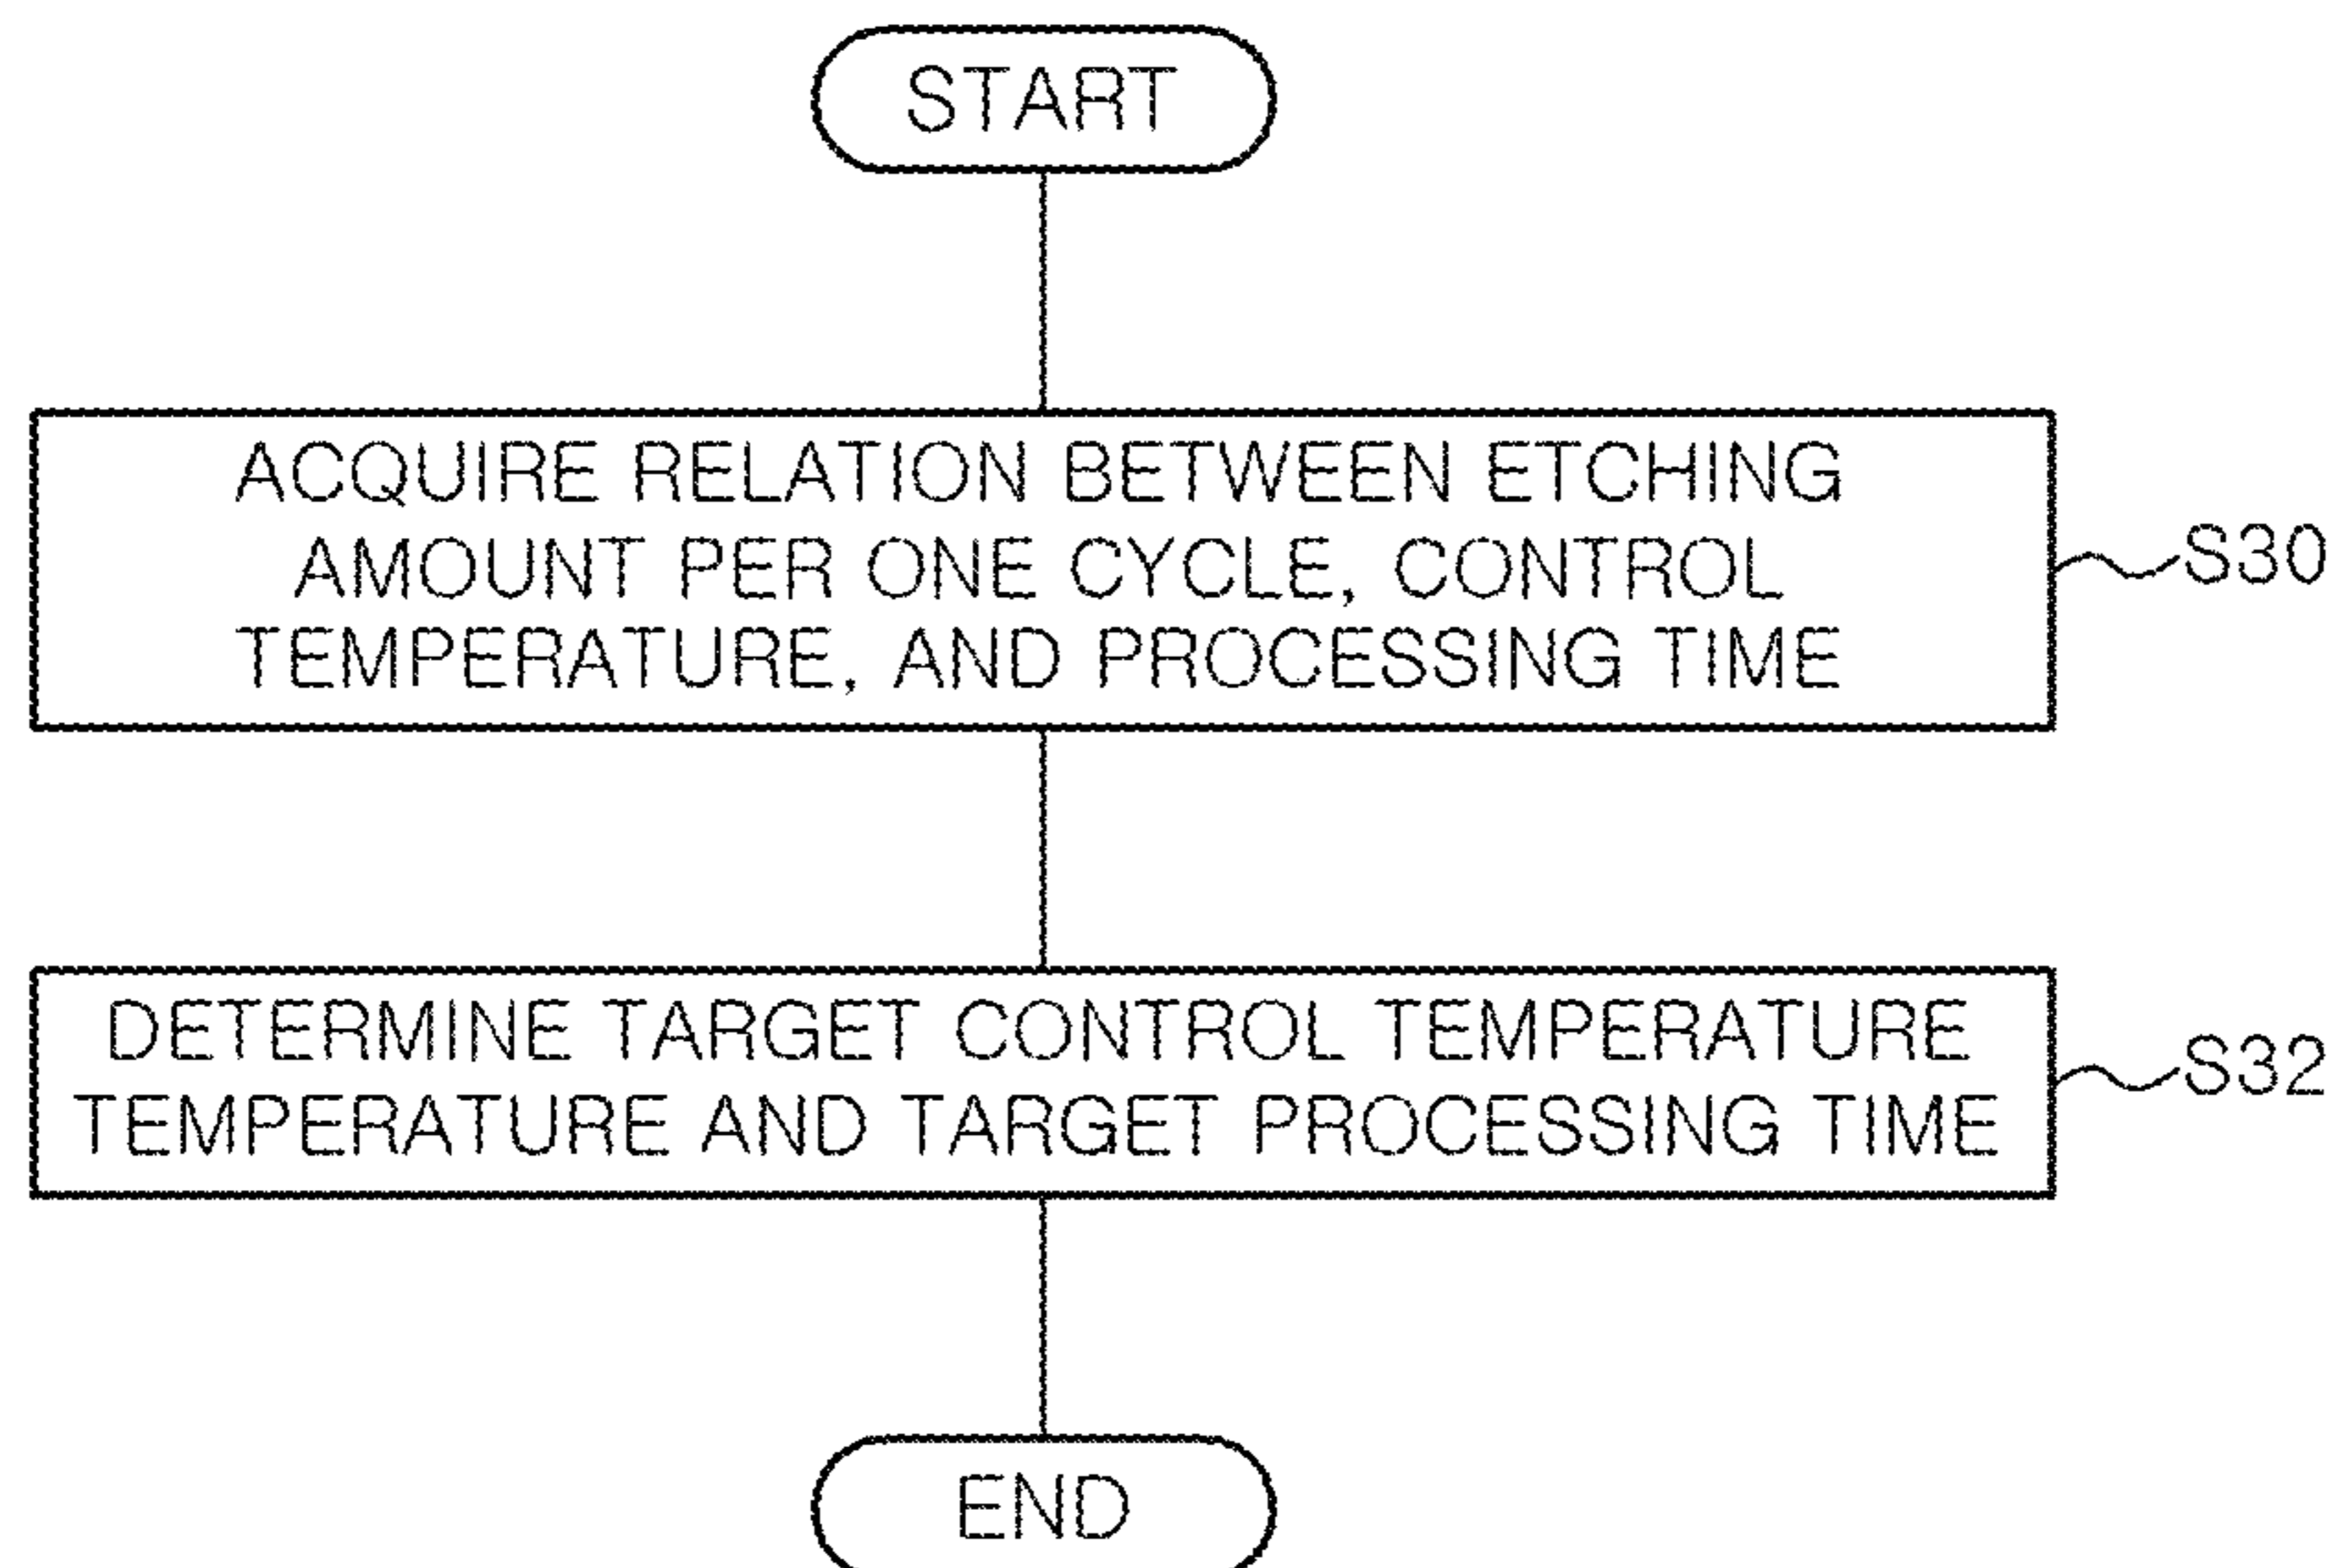 START
ACQUIRE RELATION BETWEEN ETCHING
AMOUNT PER ONE CYCLE, CONTROL
TEMPERATURE, AND PROCESSING TIME
S30
DETERMINE TARGET CONTROL TEMPERATURE
TEMPERATURE AND TARGET PROCESSING TIME
S32
END